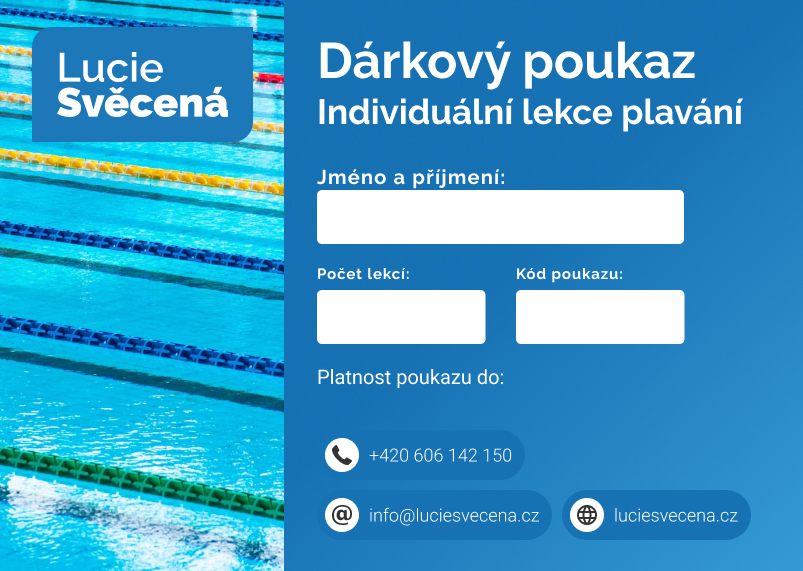 Lucie
Svěcená
Dárkový poukaz
Individuální lekce plavání
Jméno a příjmení:
Počet lekcí:
Kód poukazu:
Platnost poukazu do:
+420 606 142 150
info@luciesvecena.cz
luciesvecena.cz